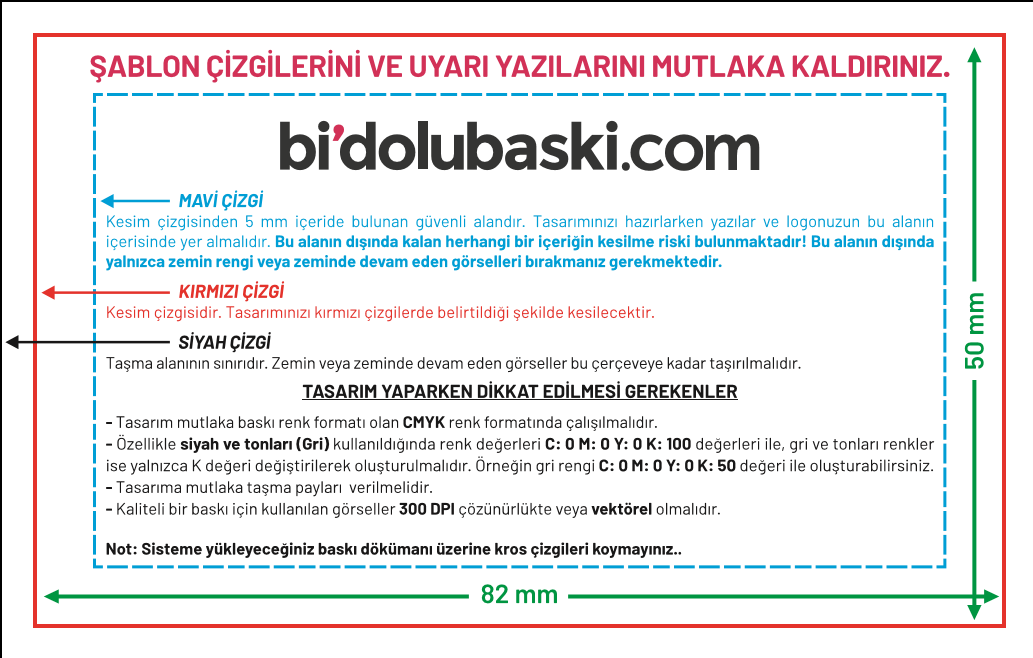 ŞABLON ÇİZGİLERİNİ VE UYARI YAZILARINI MUTLAKA KALDIRINIZ.
bi'dolubaski.com
MAVİ ÇİZGİ
Kesim çizgisinden 5 mm içeride bulunan güvenli alandır. Tasarımınızı hazırlarken yazılar ve logonuzun bu alanın
içerisinde yer almalıdır. Bu alanın dışında kalan herhangi bir içeriğin kesilme riski bulunmaktadır! Bu alanın dışında
yalnızca zemin rengi veya zeminde devam eden görselleri bırakmanız gerekmektedir.
KIRMIZI ÇİZGİ
Kesim çizgisidir. Tasarımınızı kırmızı çizgilerde belirtildiği şekilde kesilecektir.
SİYAH ÇİZGİ
Taşma alanının sınırıdır. Zemin veya zeminde devam eden görseller bu çerçeveye kadar taşırılmalıdır.
TASARIM YAPARKEN DİKKAT EDİLMESİ GEREKENLER
- Tasarım mutlaka baskı renk formatı olan CMYK renk formatında çalışılmalıdır.
- Özellikle siyah ve tonları (Gri) kullanıldığında renk değerleri C: 0 M: 0 Y: 0 K: 100 değerleri ile, gri ve tonları renkler
ise yalnızca K değeri değiştirilerek oluşturulmalıdır. Örneğin gri rengi C: 0 M: 0 Y: 0 K: 50 değeri ile oluşturabilirsiniz.
- Tasarıma mutlaka taşma payları  verilmelidir.
- Kaliteli bir baskı için kullanılan görseller 300 DPI çözünürlükte veya vektörel olmalıdır.
Not: Sisteme yükleyeceğiniz baskı dökümanı üzerine kros çizgileri koymayınız..
82 mm
50 mm